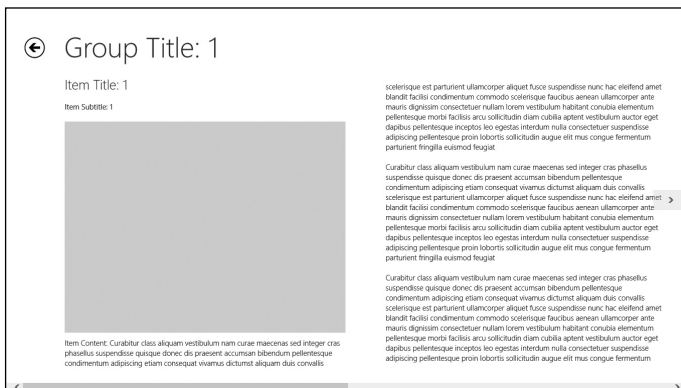 Group Title: 1
Item Title: 1
Item Subtitle: 1
Item Content: Curabitur class aliquam vestibulum nam curae maecenas sed integer cras
phasellus suspendisse quisque donec dis praesent accumsan bibendum pellentesque
condimentum adipiscing etiam consequat vivamus dictumst aliquam duis convallis
scelerisque est parturient ullamcorper aliquet fusce suspendisse nunc hac eleifend amet
blandit facilisi condimentum commodo scelerisque faucibus aenean ullamcorper ante
mauris dignissim consectetuer nullam lorem vestibulum habitant conubia elementum
pellentesque morbi facilisis arcu sollicitudin diam cubilia aptent vestibulum auctor eget
dapibus pellentesque inceptos leo egestas interdum nulla consectetuer suspendisse
adipiscing pellentesque proin lobortis sollicitudin augue elit mus congue fermentum
parturient fringilla euismod feugiat
Curabitur class aliquam vestibulum nam curae maecenas sed integer cras phasellus
suspendisse quisque donec dis praesent accumsan bibendum pellentesque
condimentum adipiscing etiam consequat vivamus dictumst aliquam duis convallis
scelerisque est parturient ullamcorper aliquet fusce suspendisse nunc hac eleifend amet
blandit facilisi condimentum commodo scelerisque faucibus aenean ullamcorper ante
mauris dignissim consectetuer nullam lorem vestibulum habitant conubia elementum
pellentesque morbi facilisis arcu sollicitudin diam cubilia aptent vestibulum auctor eget
dapibus pellentesque inceptos leo egestas interdum nulla consectetuer suspendisse
adipiscing pellentesque proin lobortis sollicitudin augue elit mus congue fermentum
parturient fringilla euismod feugiat
Curabitur class aliquam vestibulum nam curae maecenas sed integer cras phasellus
suspendisse quisque donec dis praesent accumsan bibendum pellentesque
condimentum adipiscing etiam consequat vivamus dictumst aliquam duis convallis
scelerisque est parturient ullamcorper aliquet fusce suspendisse nunc hac eleifend amet
blandit facilisi condimentum commodo scelerisque faucibus aenean ullamcorper ante
mauris dignissim consectetuer nullam lorem vestibulum habitant conubia elementum
pellentesque morbi facilisis arcu sollicitudin diam cubilia aptent vestibulum auctor eget
dapibus pellentesque inceptos leo egestas interdum nulla consectetuer suspendisse
adipiscing pellentesque proin lobortis sollicitudin augue elit mus congue fermentum